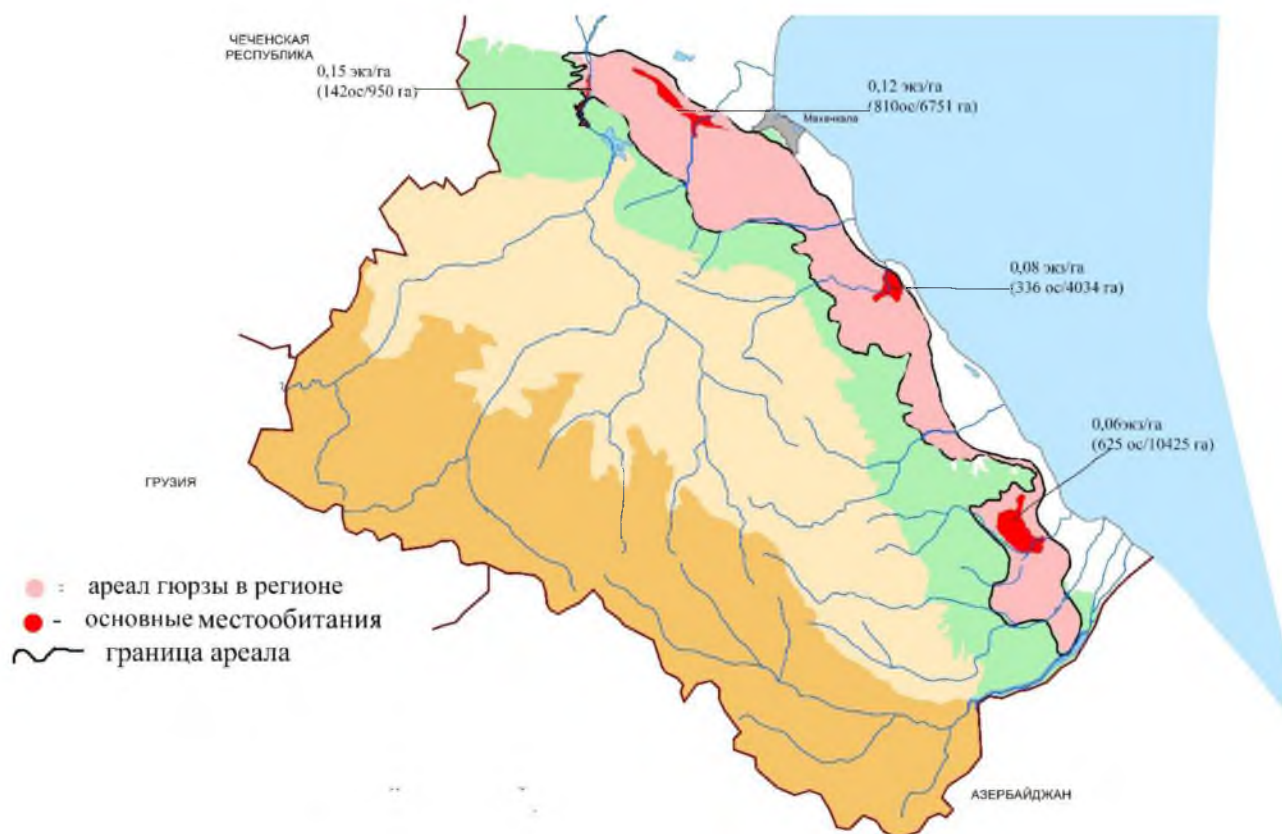 ЧЕЧЕНСКАЯ
РЕСПУБЛИКА
0,15 экз/га
(142ос/950 га)
0,12 экз/га
(810ос/6751 га)
Махачкала
0,08 экз/га
(336 ос/4034 га)
0,06экз/га
(625 ос/10425 га)
ГРУЗИЯ
: ареал гюрзы в регионе
- основные местообитания
граница ареала
АЗЕРБАЙДЖАН